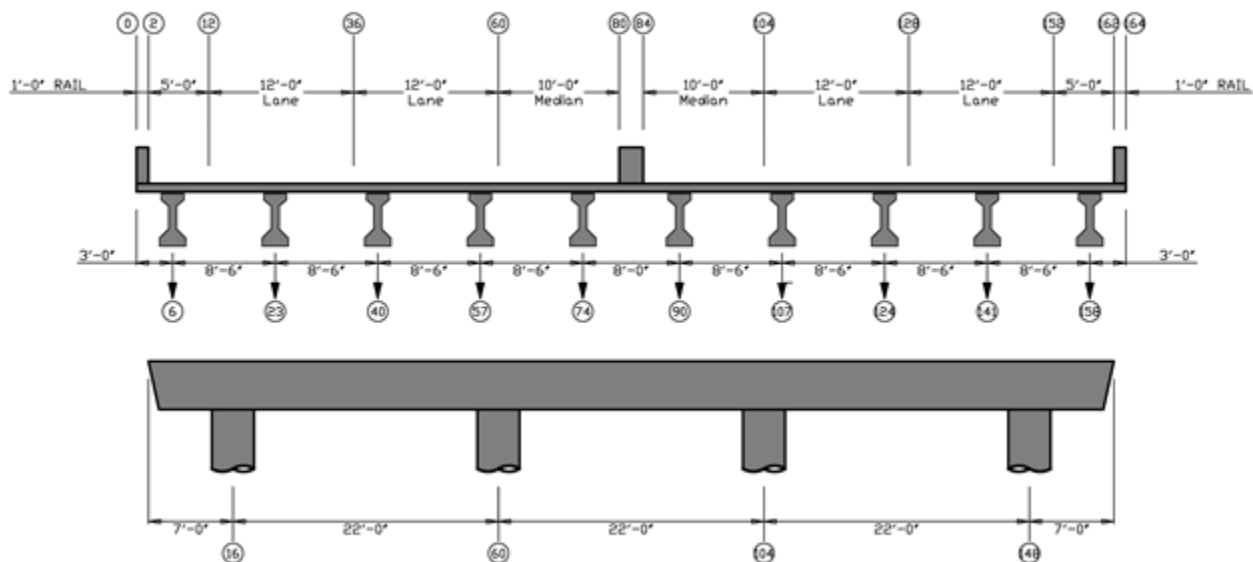 0 2 12 36 60 80 84 104 128 152 162 164
1'-0" RAIL 5'-0" 12'-0" 12'-0" 10'-0" 10'-0" 12'-0" 12'-0" 5'-0" 1'-0" RAIL
Lane Lane Median Median Lane Lane
3'-0" 8'-6" 8'-6" 8'-6" 8'-6" 8'-0" 8'-6" 8'-6" 8'-6" 8'-6" 3'-0"
6 23 40 57 74 90 107 124 141 158
7'-0" 22'-0" 22'-0" 22'-0" 7'-0"
16 60 104 148